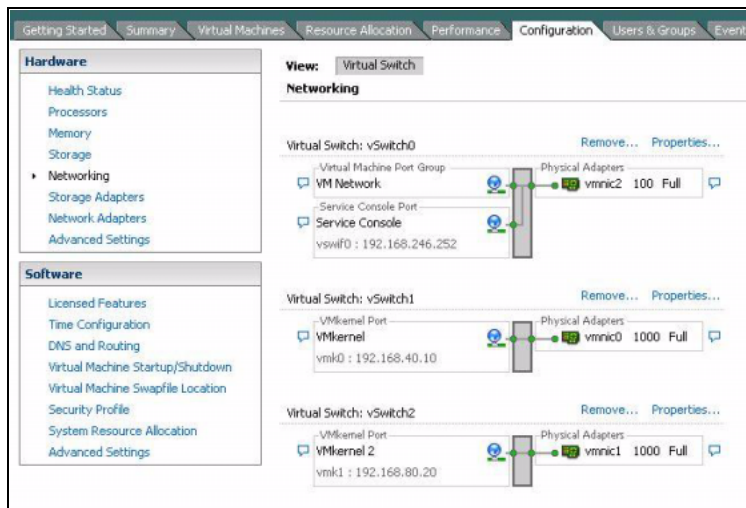 Getting Started Summary Virtual Machines Resource Allocation Performance Configuration Users & Groups Event
Hardware
Health Status
Processors
Memory
Storage
Networking
Storage Adapters
Network Adapters
Advanced Settings
Software
Licensed Features
Time Configuration
DNS and Routing
Virtual Machine Startup/Shutdown
Virtual Machine Swapfile Location
Security Profile
System Resource Allocation
Advanced Settings
View: Virtual Switch
Networking
Virtual Switch: vSwitch0 Remove... Properties...
Virtual Machine Port Group Physical Adapters
VM Network vmnic2 100 Full
Service Console Port
Service Console
vswif0 : 192.168.246.252
Virtual Switch: vSwitch1 Remove... Properties...
VMkernel Port Physical Adapters
VMkernel vmnic0 1000 Full
vmk0 : 192.168.40.10
Virtual Switch: vSwitch2 Remove... Properties...
VMkernel Port Physical Adapters
VMkernel 2 vmnic1 1000 Full
vmk1 : 192.168.80.20